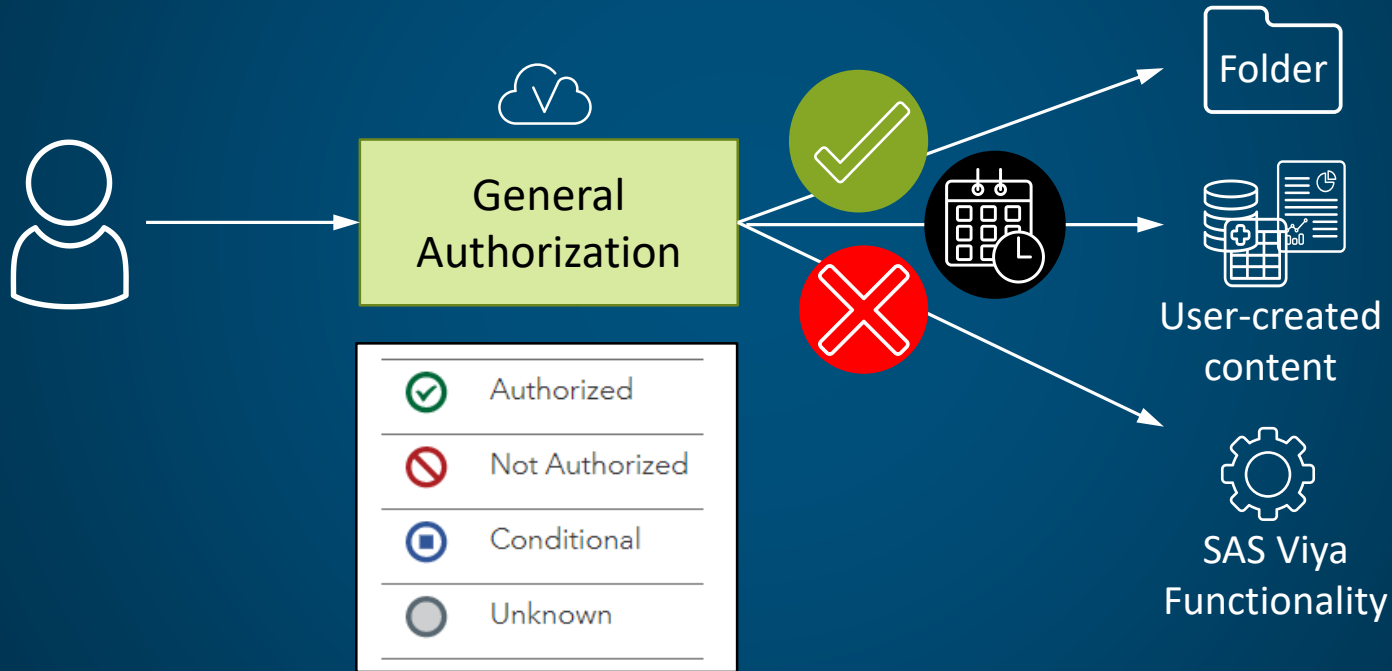 Folder
General
Authorization
User-created
content
Authorized
Not Authorized
Conditional
Unknown
SAS Viya
Functionality